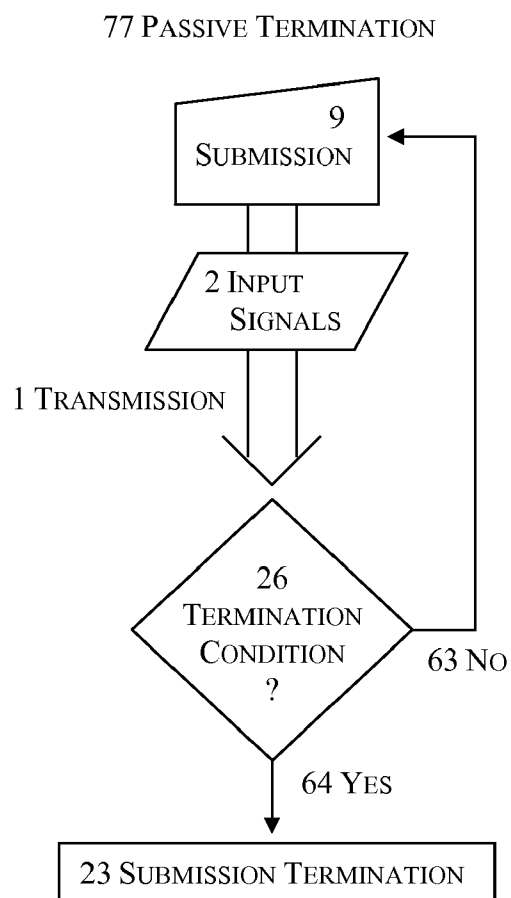 77 PASSIVE TERMINATION
9
SUBMISSION
2 INPUT
SIGNALS
1 TRANSMISSION
26
TERMINATION
CONDITION
?
63 NO
64 YES
23 SUBMISSION TERMINATION